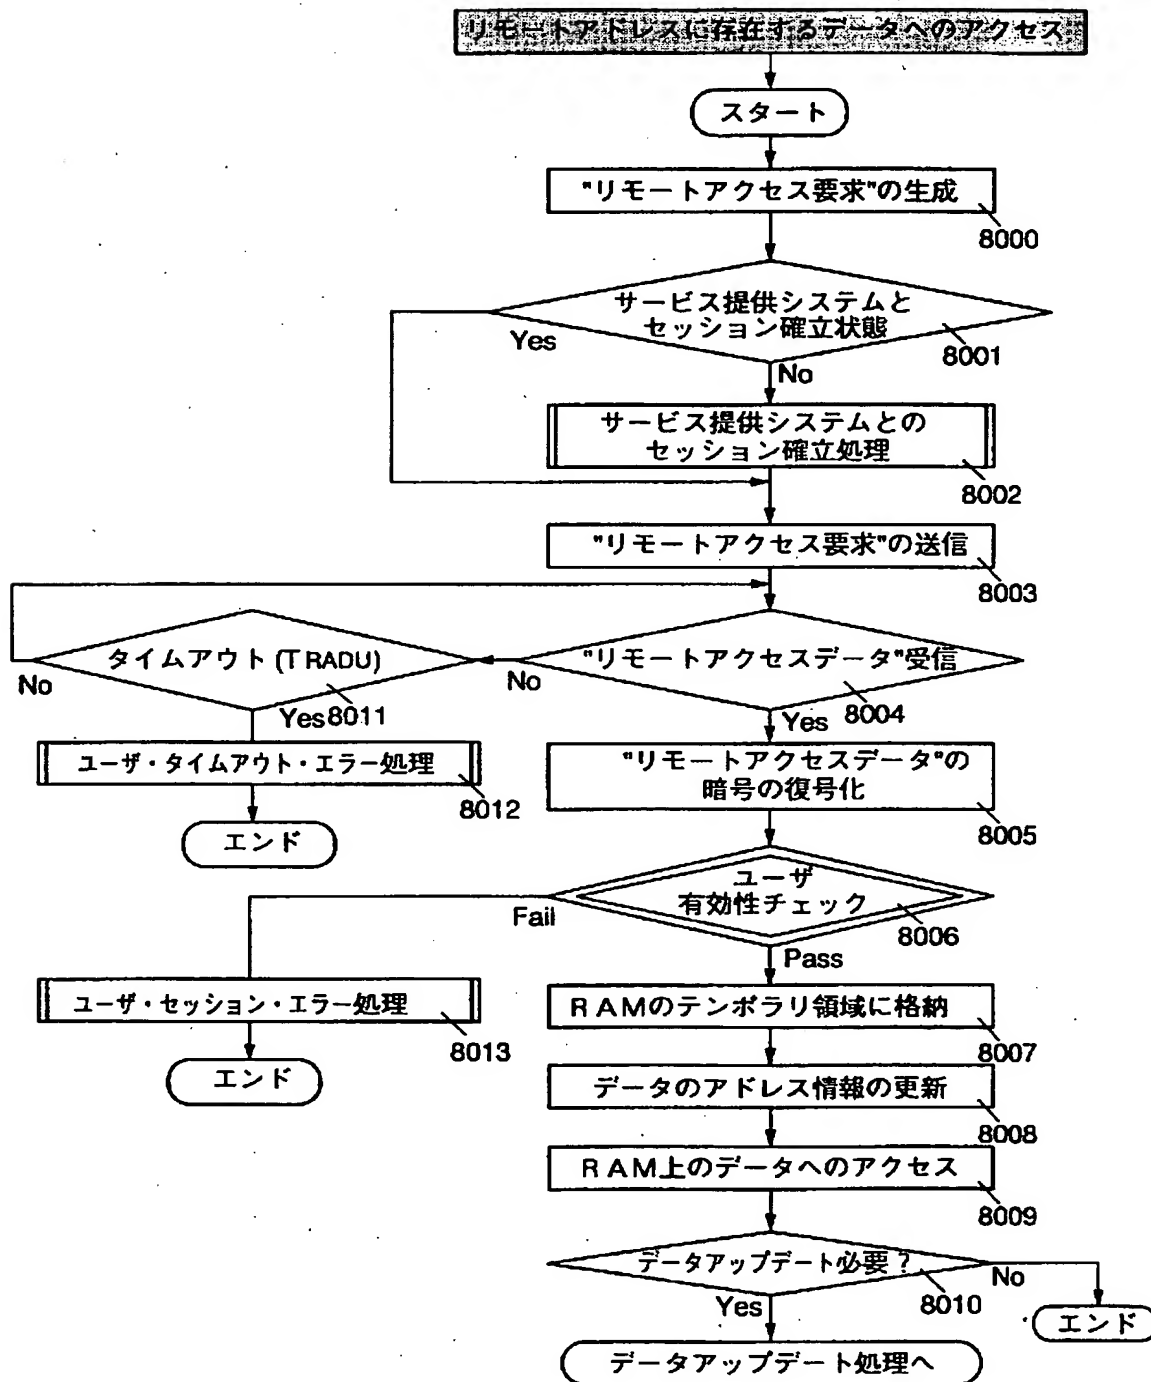 リモートアドレスに存在するデータへのアクセス
スタート
"リモートアクセス要求"の生成
8000
サービス提供システムと
セッション確立状態
8001
Yes
No
サービス提供システムとの
セッション確立処理
8002
"リモートアクセス要求"の送信
8003
タイムアウト(TRADU)
8011
No
Yes
"リモートアクセスデータ"受信
8004
No
Yes
ユーザ・タイムアウト・エラー処理
8012
エンド
"リモートアクセスデータ"の
暗号の復号化
8005
ユーザ
有効性チェック
8006
Fail
Pass
ユーザ・セッション・エラー処理
8013
エンド
RAMのテンポラリ領域に格納
8007
データのアドレス情報の更新
8008
RAM上のデータへのアクセス
8009
データアップデート必要?
8010
No
Yes
エンド
データアップデート処理へ